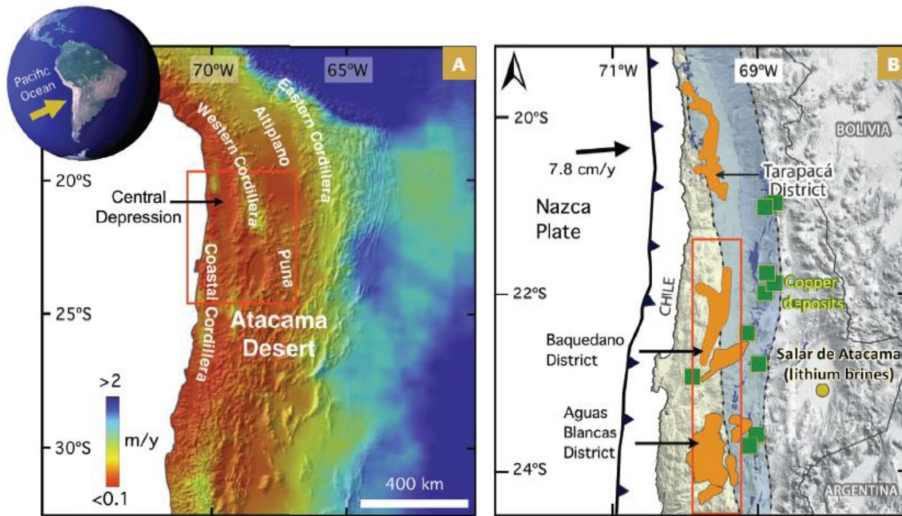 Pacific
Ocean
A
70°W
65°W
Western Cordillera
Altiplano
Eastern Cordillera
20°S
Central
Depression
Coastal Cordillera
Puna
25°S
Atacama
Desert
>2
m/y
<0.1
30°S
400 km
B
71°W
69°W
20°S
BOLIVIA
7.8 cm/y
Tarapacá
District
Nazca
Plate
CHILE
22°S
Copper
deposits
Baquedano
District
Salar de Atacama
(lithium brines)
Aguas
Blancas
District
24°S
ARGENTINA